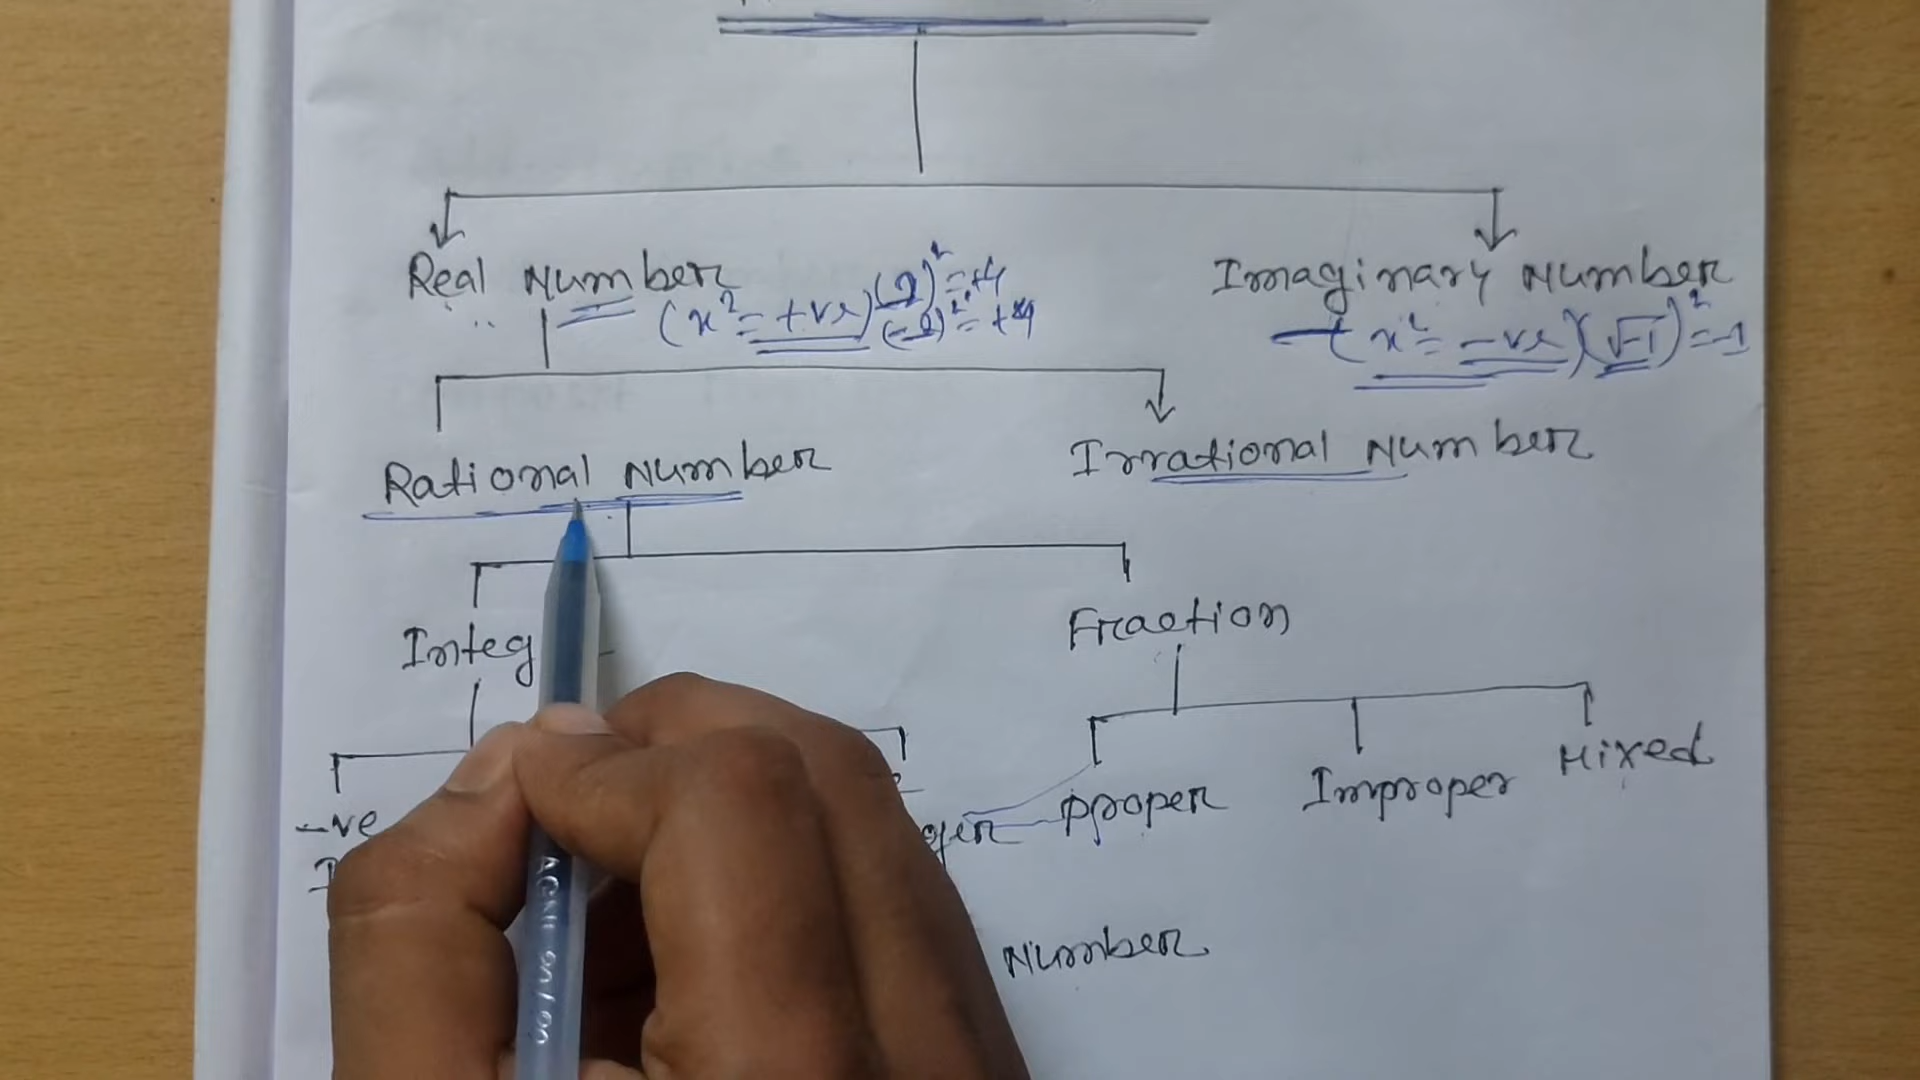 Real Number
(x² = +ve) (2)² = +4
(-2)² = +4
Imaginary Number
(x² = -ve) (√-1)² = -1
Rational Number
Irrational Number
Integ
Fraction
-ve
Proper
Improper
Mixed
Number